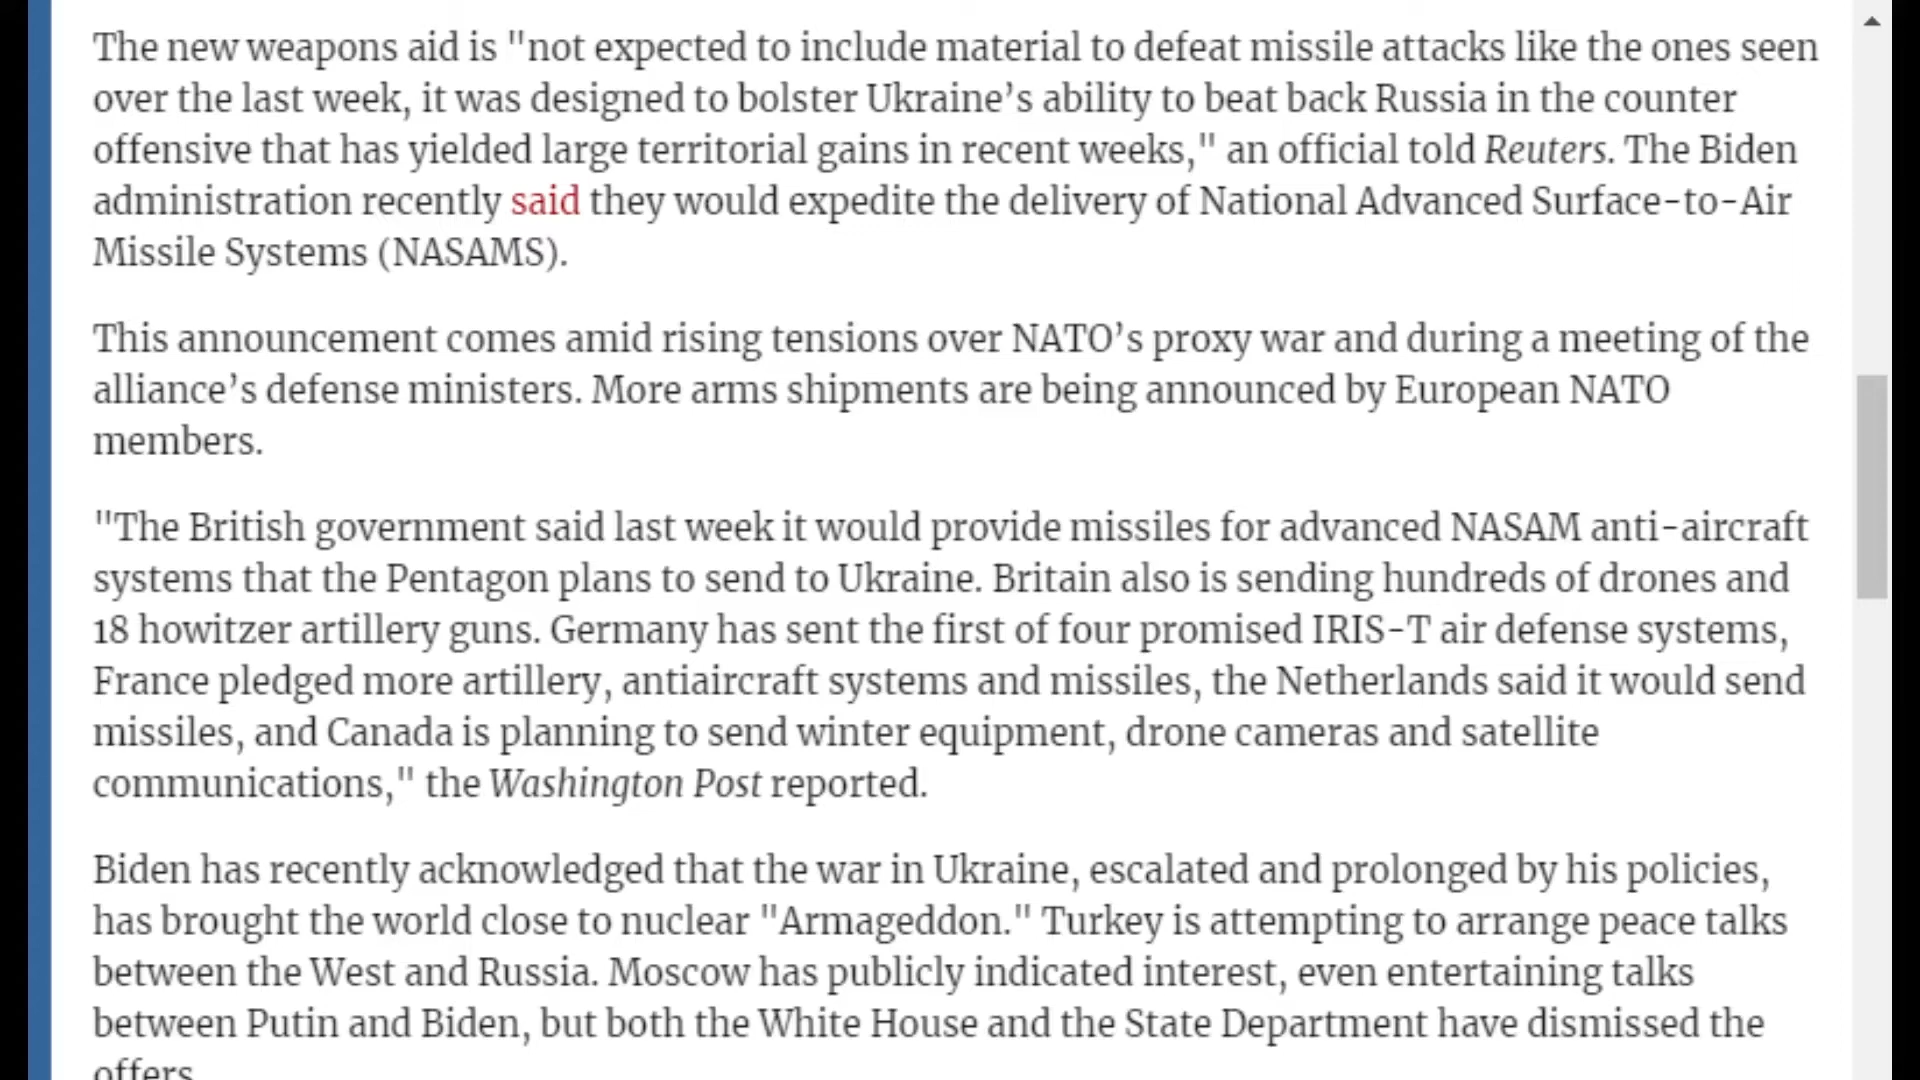 The new weapons aid is "not expected to include material to defeat missile attacks like the ones seen
over the last week, it was designed to bolster Ukraine’s ability to beat back Russia in the counter
offensive that has yielded large territorial gains in recent weeks," an official told Reuters. The Biden
administration recently said they would expedite the delivery of National Advanced Surface-to-Air
Missile Systems (NASAMS).
This announcement comes amid rising tensions over NATO’s proxy war and during a meeting of the
alliance’s defense ministers. More arms shipments are being announced by European NATO
members.
"The British government said last week it would provide missiles for advanced NASAM anti-aircraft
systems that the Pentagon plans to send to Ukraine. Britain also is sending hundreds of drones and
18 howitzer artillery guns. Germany has sent the first of four promised IRIS-T air defense systems,
France pledged more artillery, antiaircraft systems and missiles, the Netherlands said it would send
missiles, and Canada is planning to send winter equipment, drone cameras and satellite
communications," the Washington Post reported.
Biden has recently acknowledged that the war in Ukraine, escalated and prolonged by his policies,
has brought the world close to nuclear "Armageddon." Turkey is attempting to arrange peace talks
between the West and Russia. Moscow has publicly indicated interest, even entertaining talks
between Putin and Biden, but both the White House and the State Department have dismissed the
offers.